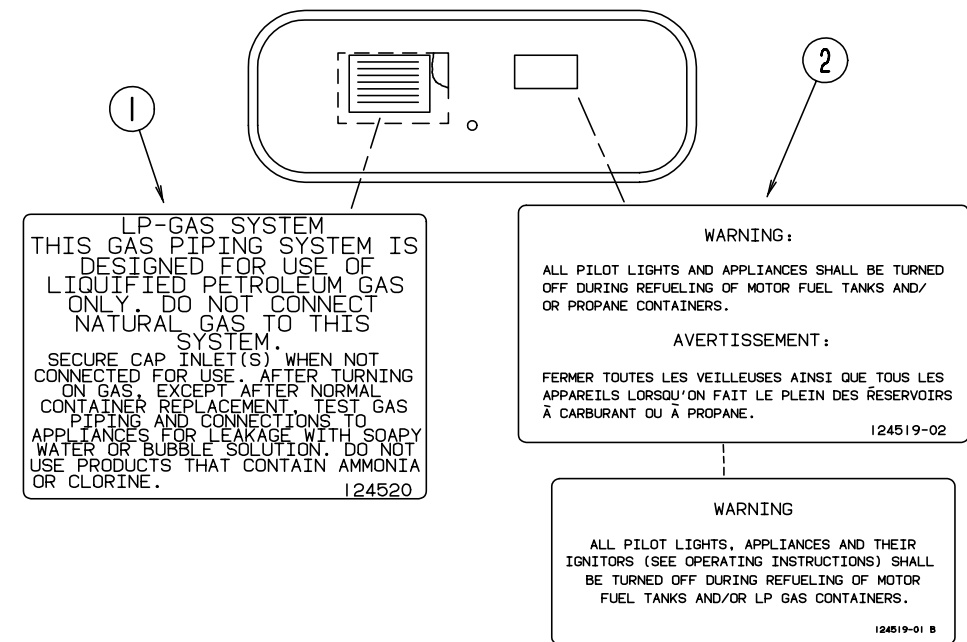 1
2
LP-GAS SYSTEM
THIS GAS PIPING SYSTEM IS
DESIGNED FOR USE OF
LIQUIFIED PETROLEUM GAS
ONLY. DO NOT CONNECT
NATURAL GAS TO THIS
SYSTEM.
SECURE CAP INLET(S) WHEN NOT
CONNECTED FOR USE. AFTER TURNING
ON GAS, EXCEPT AFTER NORMAL
CONTAINER REPLACEMENT, TEST GAS
PIPING AND CONNECTIONS TO
APPLIANCES FOR LEAKAGE WITH SOAPY
WATER OR BUBBLE SOLUTION. DO NOT
USE PRODUCTS THAT CONTAIN AMMONIA
OR CLORINE.
124520
WARNING:
ALL PILOT LIGHTS AND APPLIANCES SHALL BE TURNED
OFF DURING REFUELING OF MOTOR FUEL TANKS AND/
OR PROPANE CONTAINERS.
AVERTISSEMENT:
FERMER TOUTES LES VEILLEUSES AINSI QUE TOUS LES
APPAREILS LORSQU'ON FAIT LE PLEIN DES R̄ESERVOIRS
Ā CARBURANT OU Ā PROPANE.
124519-02
WARNING
ALL PILOT LIGHTS, APPLIANCES AND THEIR
IGNITORS (SEE OPERATING INSTRUCTIONS) SHALL
BE TURNED OFF DURING REFUELING OF MOTOR
FUEL TANKS AND/OR LP GAS CONTAINERS.
124519-01 B